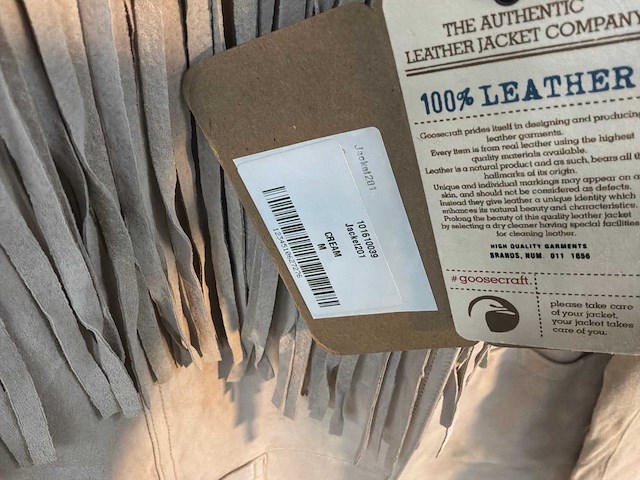 THE AUTHENTIC
LEATHER JACKET COMPANY
100% LEATHER
Goosecraft prides itself in designing and producing
leather garments.
Every item is from real leather using the highest
quality materials available.
Leather is a natural product and as such, bears all
hallmarks of its origin.
Unique and individual markings may appear on
skin, and should not be considered as defects.
Instead they give leather a unique identity which
enhances its natural beauty and characteristics.
Prolong the beauty of this quality leather jacket
by selecting a dry cleaner having special facilities
for cleaning leather.
HIGH QUALITY GARMENTS
BRANDS, NUM. 011 1856
#goosecraft.
please take care
of your jacket,
your jacket takes
care of you.
Jacket201
101610039
Jacket201
CREAM
M